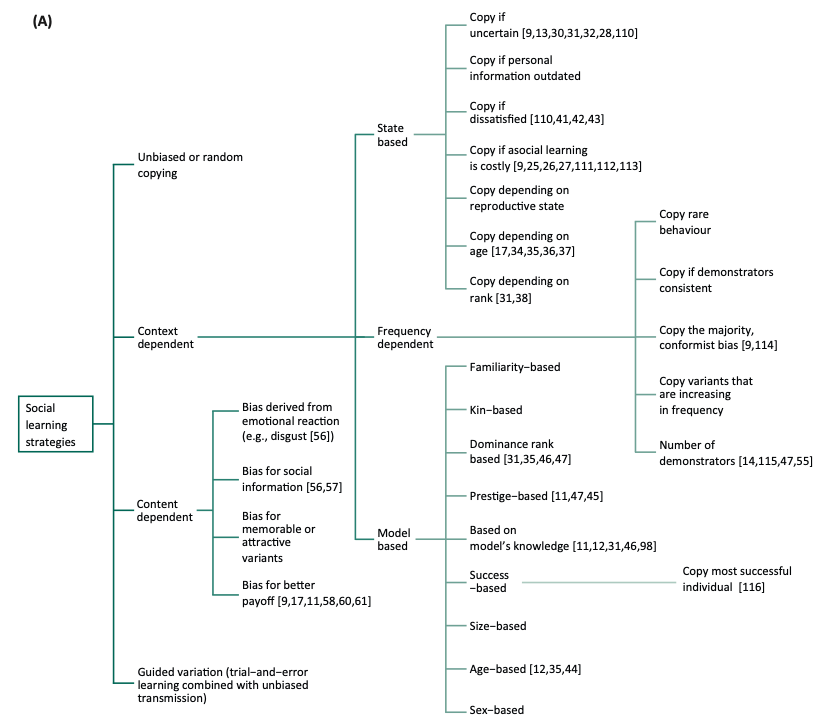 (A)
Social
learning
strategies
Unbiased or random
copying
Context
dependent
Content
dependent
Guided variation (trial−and−error
learning combined with unbiased
transmission)
Bias derived from
emotional reaction
(e.g., disgust [56])
Bias for social
information [56,57]
Bias for
memorable or
attractive
variants
Bias for better
payoff [9,17,11,58,60,61]
State
based
Frequency
dependent
Model
based
Copy if
uncertain [9,13,30,31,32,28,110]
Copy if personal
information outdated
Copy if
dissatisfied [110,41,42,43]
Copy if asocial learning
is costly [9,25,26,27,111,112,113]
Copy depending on
reproductive state
Copy depending on
age [17,34,35,36,37]
Copy depending on
rank [31,38]
Copy rare
behaviour
Copy if demonstrators
consistent
Copy the majority,
conformist bias [9,114]
Copy variants that
are increasing
in frequency
Number of
demonstrators [14,115,47,55]
Familiarity−based
Kin−based
Dominance rank
based [31,35,46,47]
Prestige−based [11,47,45]
Based on
model’s knowledge [11,12,31,46,98]
Success
−based
Copy most successful
individual [116]
Size−based
Age−based [12,35,44]
Sex−based